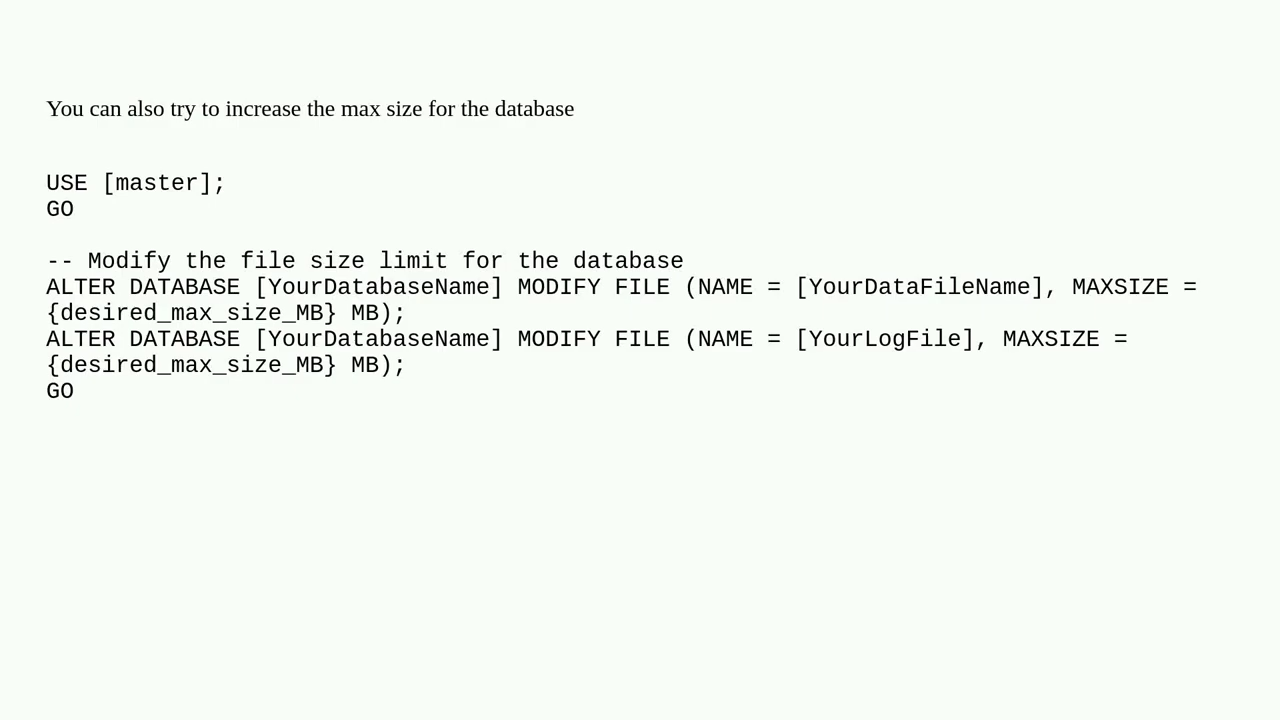 You can also try to increase the max size for the database
USE [master];
GO
-- Modify the file size limit for the database
ALTER DATABASE [YourDatabaseName] MODIFY FILE (NAME = [YourDataFileName], MAXSIZE =
{desired_max_size_MB} MB);
ALTER DATABASE [YourDatabaseName] MODIFY FILE (NAME = [YourLogFile], MAXSIZE =
{desired_max_size_MB} MB);
GO